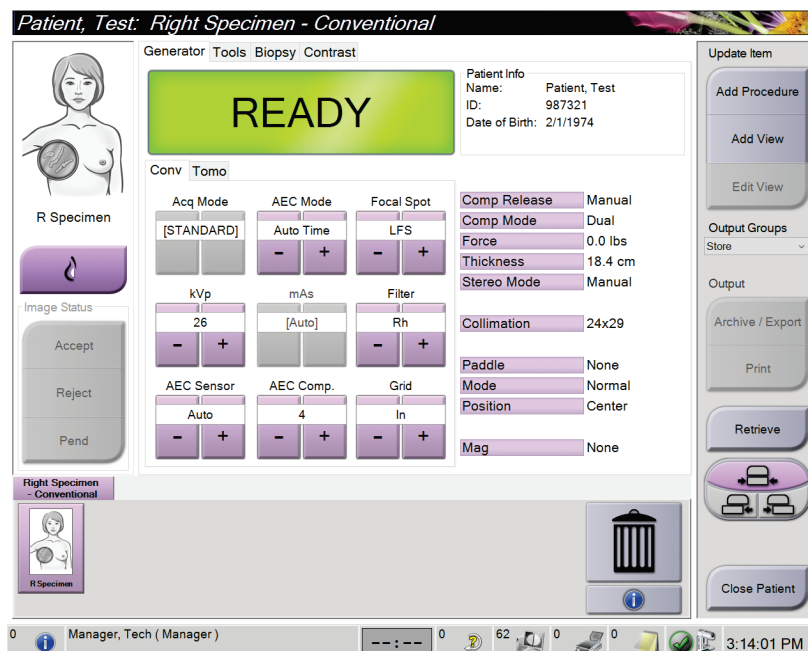 Patient, Test: Right Specimen - Conventional
Generator Tools Biopsy Contrast
READY
Patient Info
Name: Patient, Test
ID: 987321
Date of Birth: 2/1/1974
R Specimen
Image Status
Accept
Reject
Pend
Conv Tomo
Acq Mode AEC Mode Focal Spot
[STANDARD] Auto Time LFS
- + - +
kVp mAs Filter
26 [Auto] Rh
- + - +
AEC Sensor AEC Comp. Grid
Auto 4 In
- + - + - +
Comp Release Manual
Comp Mode Dual
Force 0.0 lbs
Thickness 18.4 cm
Stereo Mode Manual
Collimation 24x29
Paddle None
Mode Normal
Position Center
Mag None
Update Item
Add Procedure
Add View
Edit View
Output Groups
Store
Output
Archive / Export
Print
Retrieve
Close Patient
Right Specimen
- Conventional
R Specimen
0 Manager, Tech ( Manager ) --:-- 0 62 0 0 3:14:01 PM